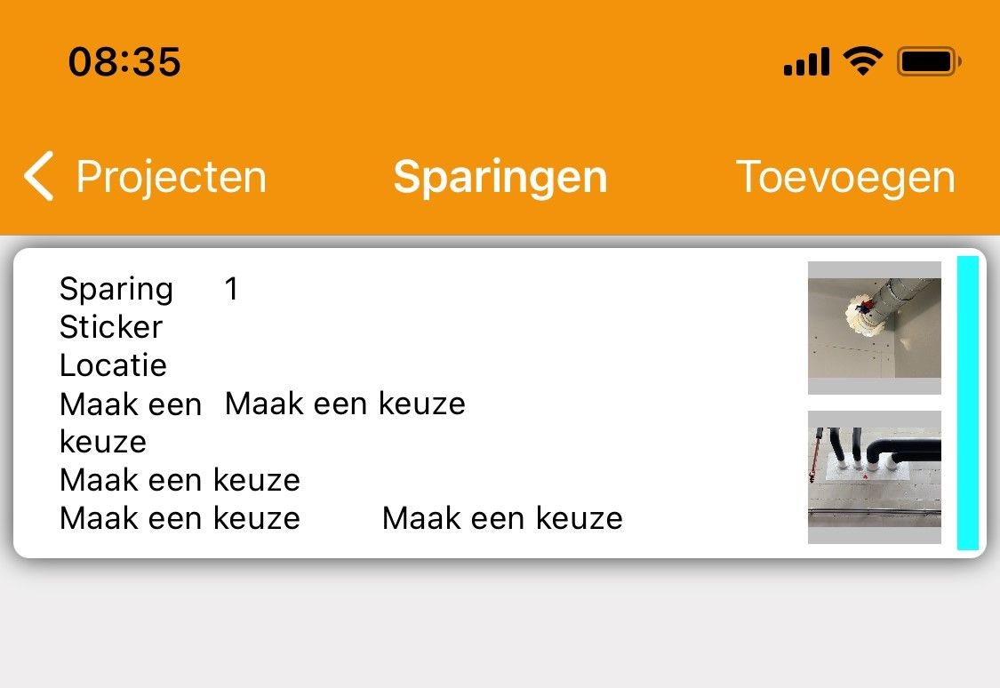 08:35
Projecten Sparingen Toevoegen
Sparing 1
Sticker
Locatie
Maak een Maak een keuze
keuze
Maak een keuze
Maak een keuze Maak een keuze